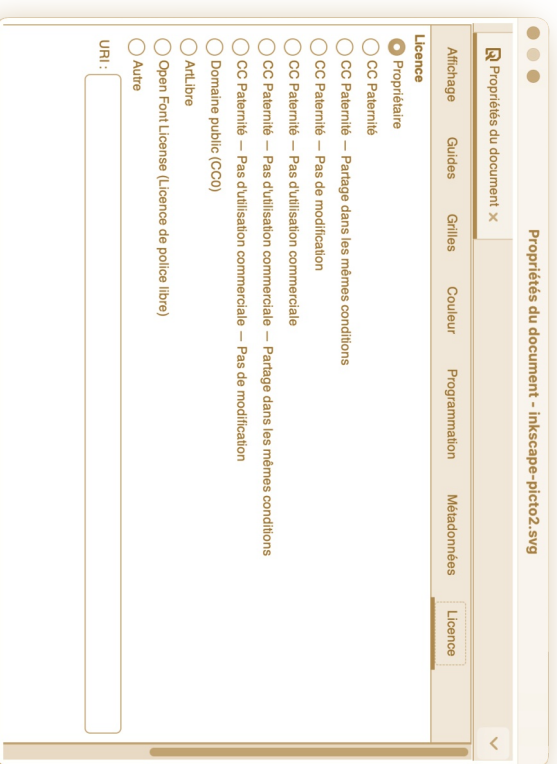 Propriétés du document - inkscape-picto2.svg
Propriétés du document
Affichage Guides Grilles Couleur Programmation Métadonnées Licence
Licence
Propriétaire
CC Paternité
CC Paternité — Partage dans les mêmes conditions
CC Paternité — Pas de modification
CC Paternité — Pas d'utilisation commerciale
CC Paternité — Pas d'utilisation commerciale — Partage dans les mêmes conditions
CC Paternité — Pas d'utilisation commerciale — Pas de modification
Domaine public (CC0)
ArtLibre
Open Font License (Licence de police libre)
Autre
URI :